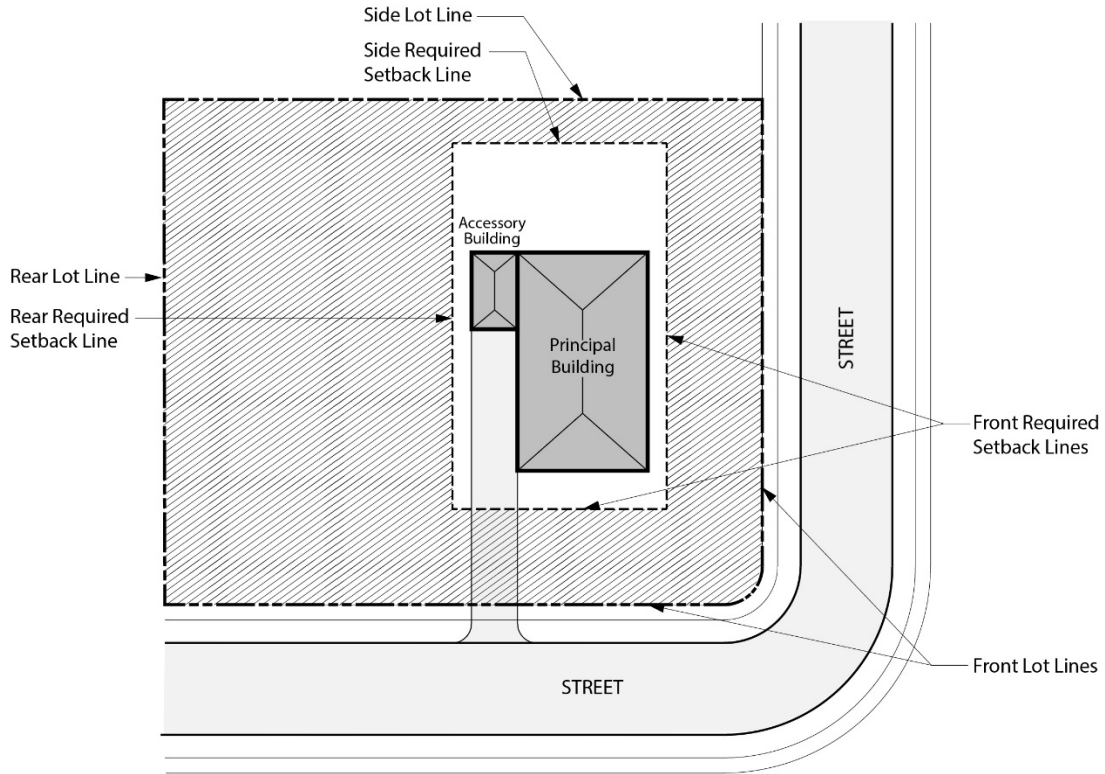 Side Lot Line
Side Required
Setback Line
Accessory
Building
Rear Lot Line
Rear Required
Setback Line
Principal
Building
STREET
Front Required
Setback Lines
Front Lot Lines
STREET